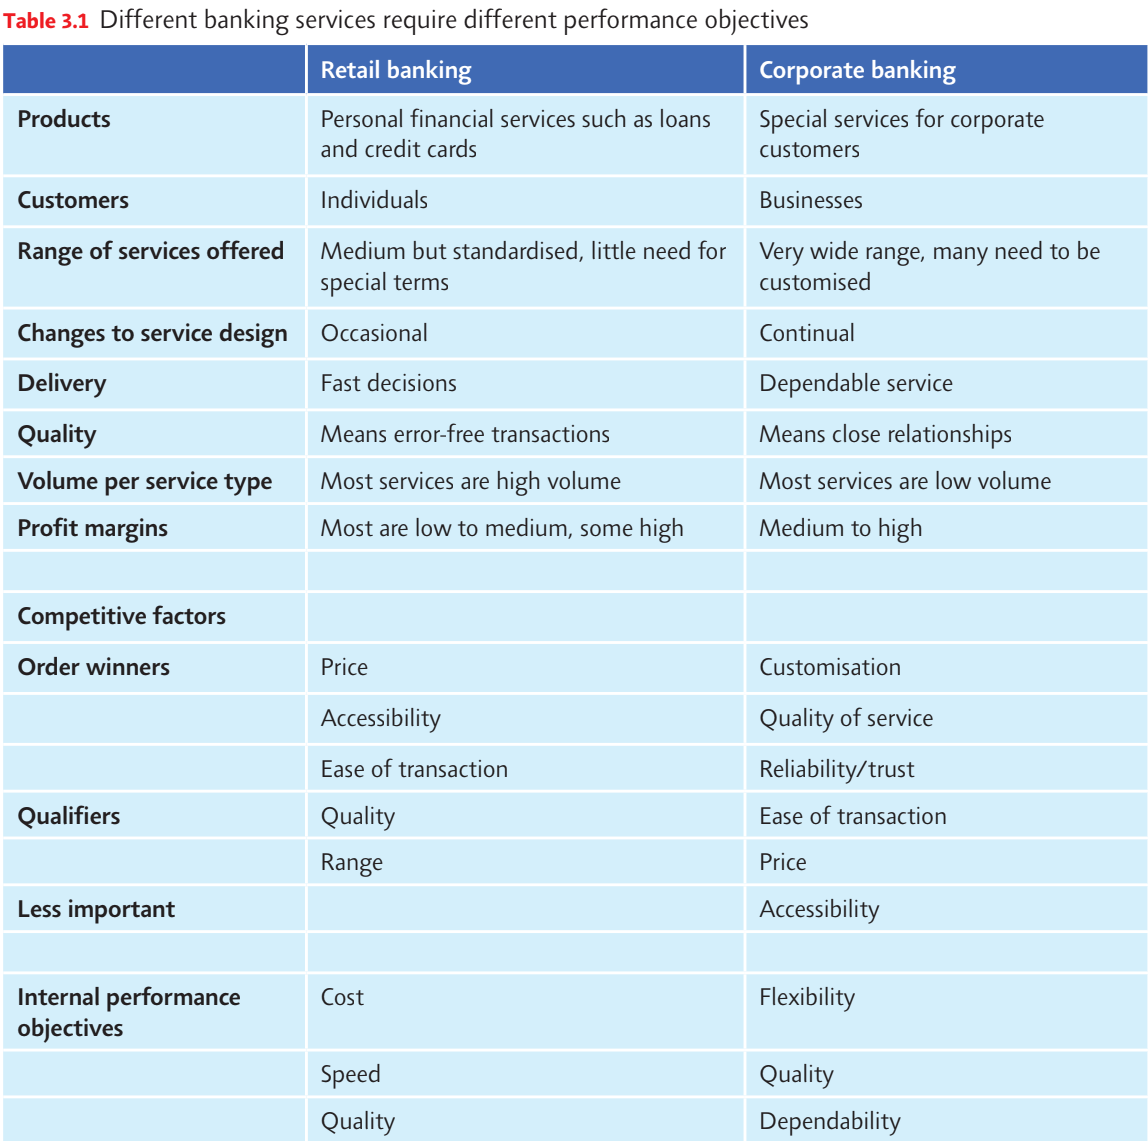 Table 3.1 Different banking services require different performance objectives
Retail banking Corporate banking
Products Personal financial services such as loans Special services for corporate
and credit cards customers
Customers Individuals Businesses
Range of services offered Medium but standardised, little need for Very wide range, many need to be
special terms customised
Changes to service design Occasional Continual
Delivery Fast decisions Dependable service
Quality Means error-free transactions Means close relationships
Volume per service type Most services are high volume Most services are low volume
Profit margins Most are low to medium, some high Medium to high
Competitive factors
Order winners Price Customisation
Accessibility Quality of service
Ease of transaction Reliability/trust
Qualifiers Quality Ease of transaction
Range Price
Less important Accessibility
Internal performance Cost Flexibility
objectives
Speed Quality
Quality Dependability